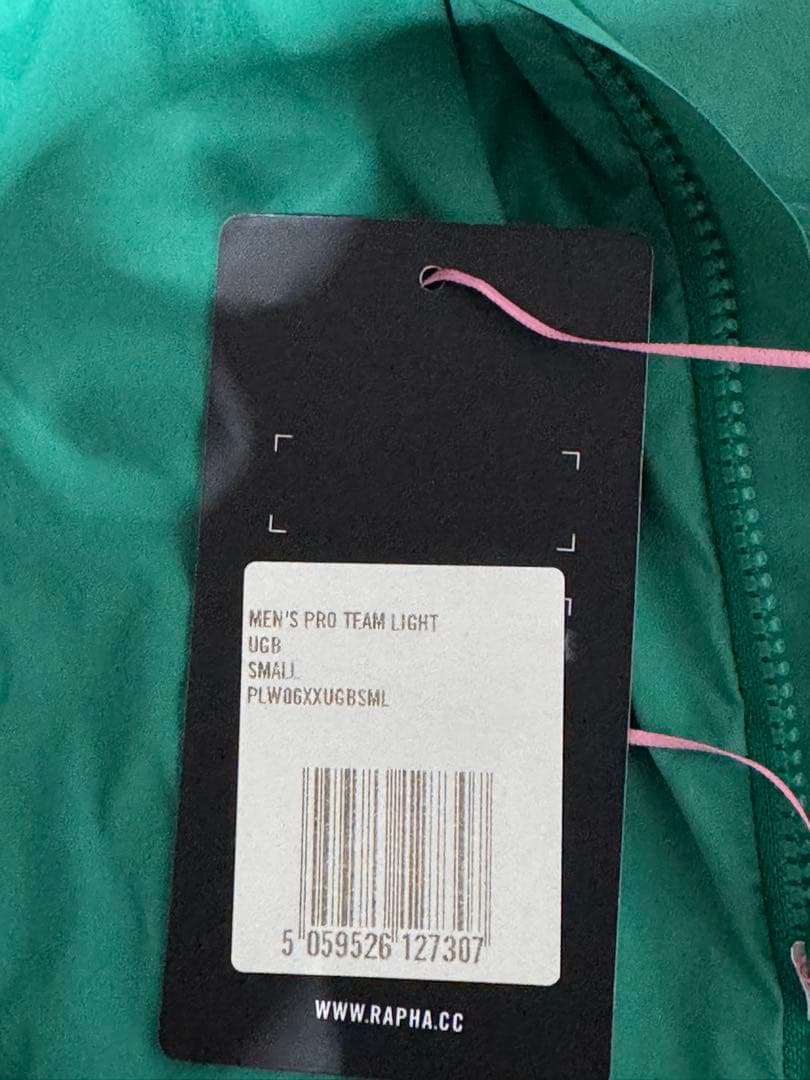 MEN'S PRO TEAM LIGHT
UGB
SMALL
PLW06XXUGBSML
5 059526 127307
WWW.RAPHA.CC